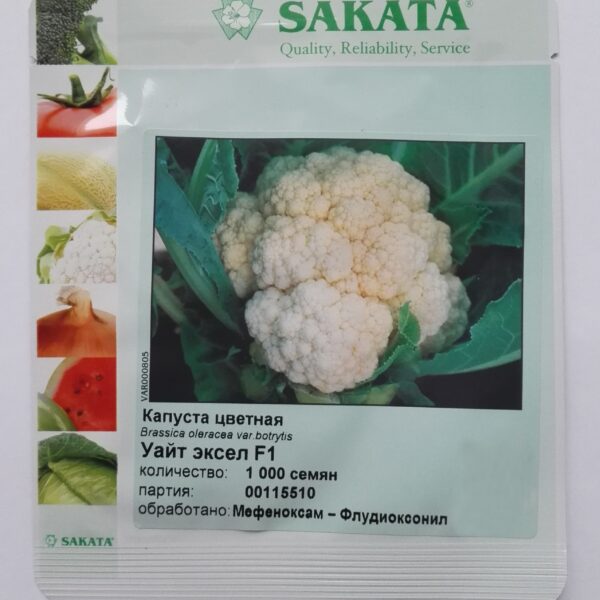 SAKATA®
Quality, Reliability, Service
VAR000805
Капуста цветная
Brassica oleracea var.botrytis
Уайт эксел F1
количество: 1 000 семян
партия: 00115510
обработано: Мефеноксам – Флудиоксонил
SAKATA®